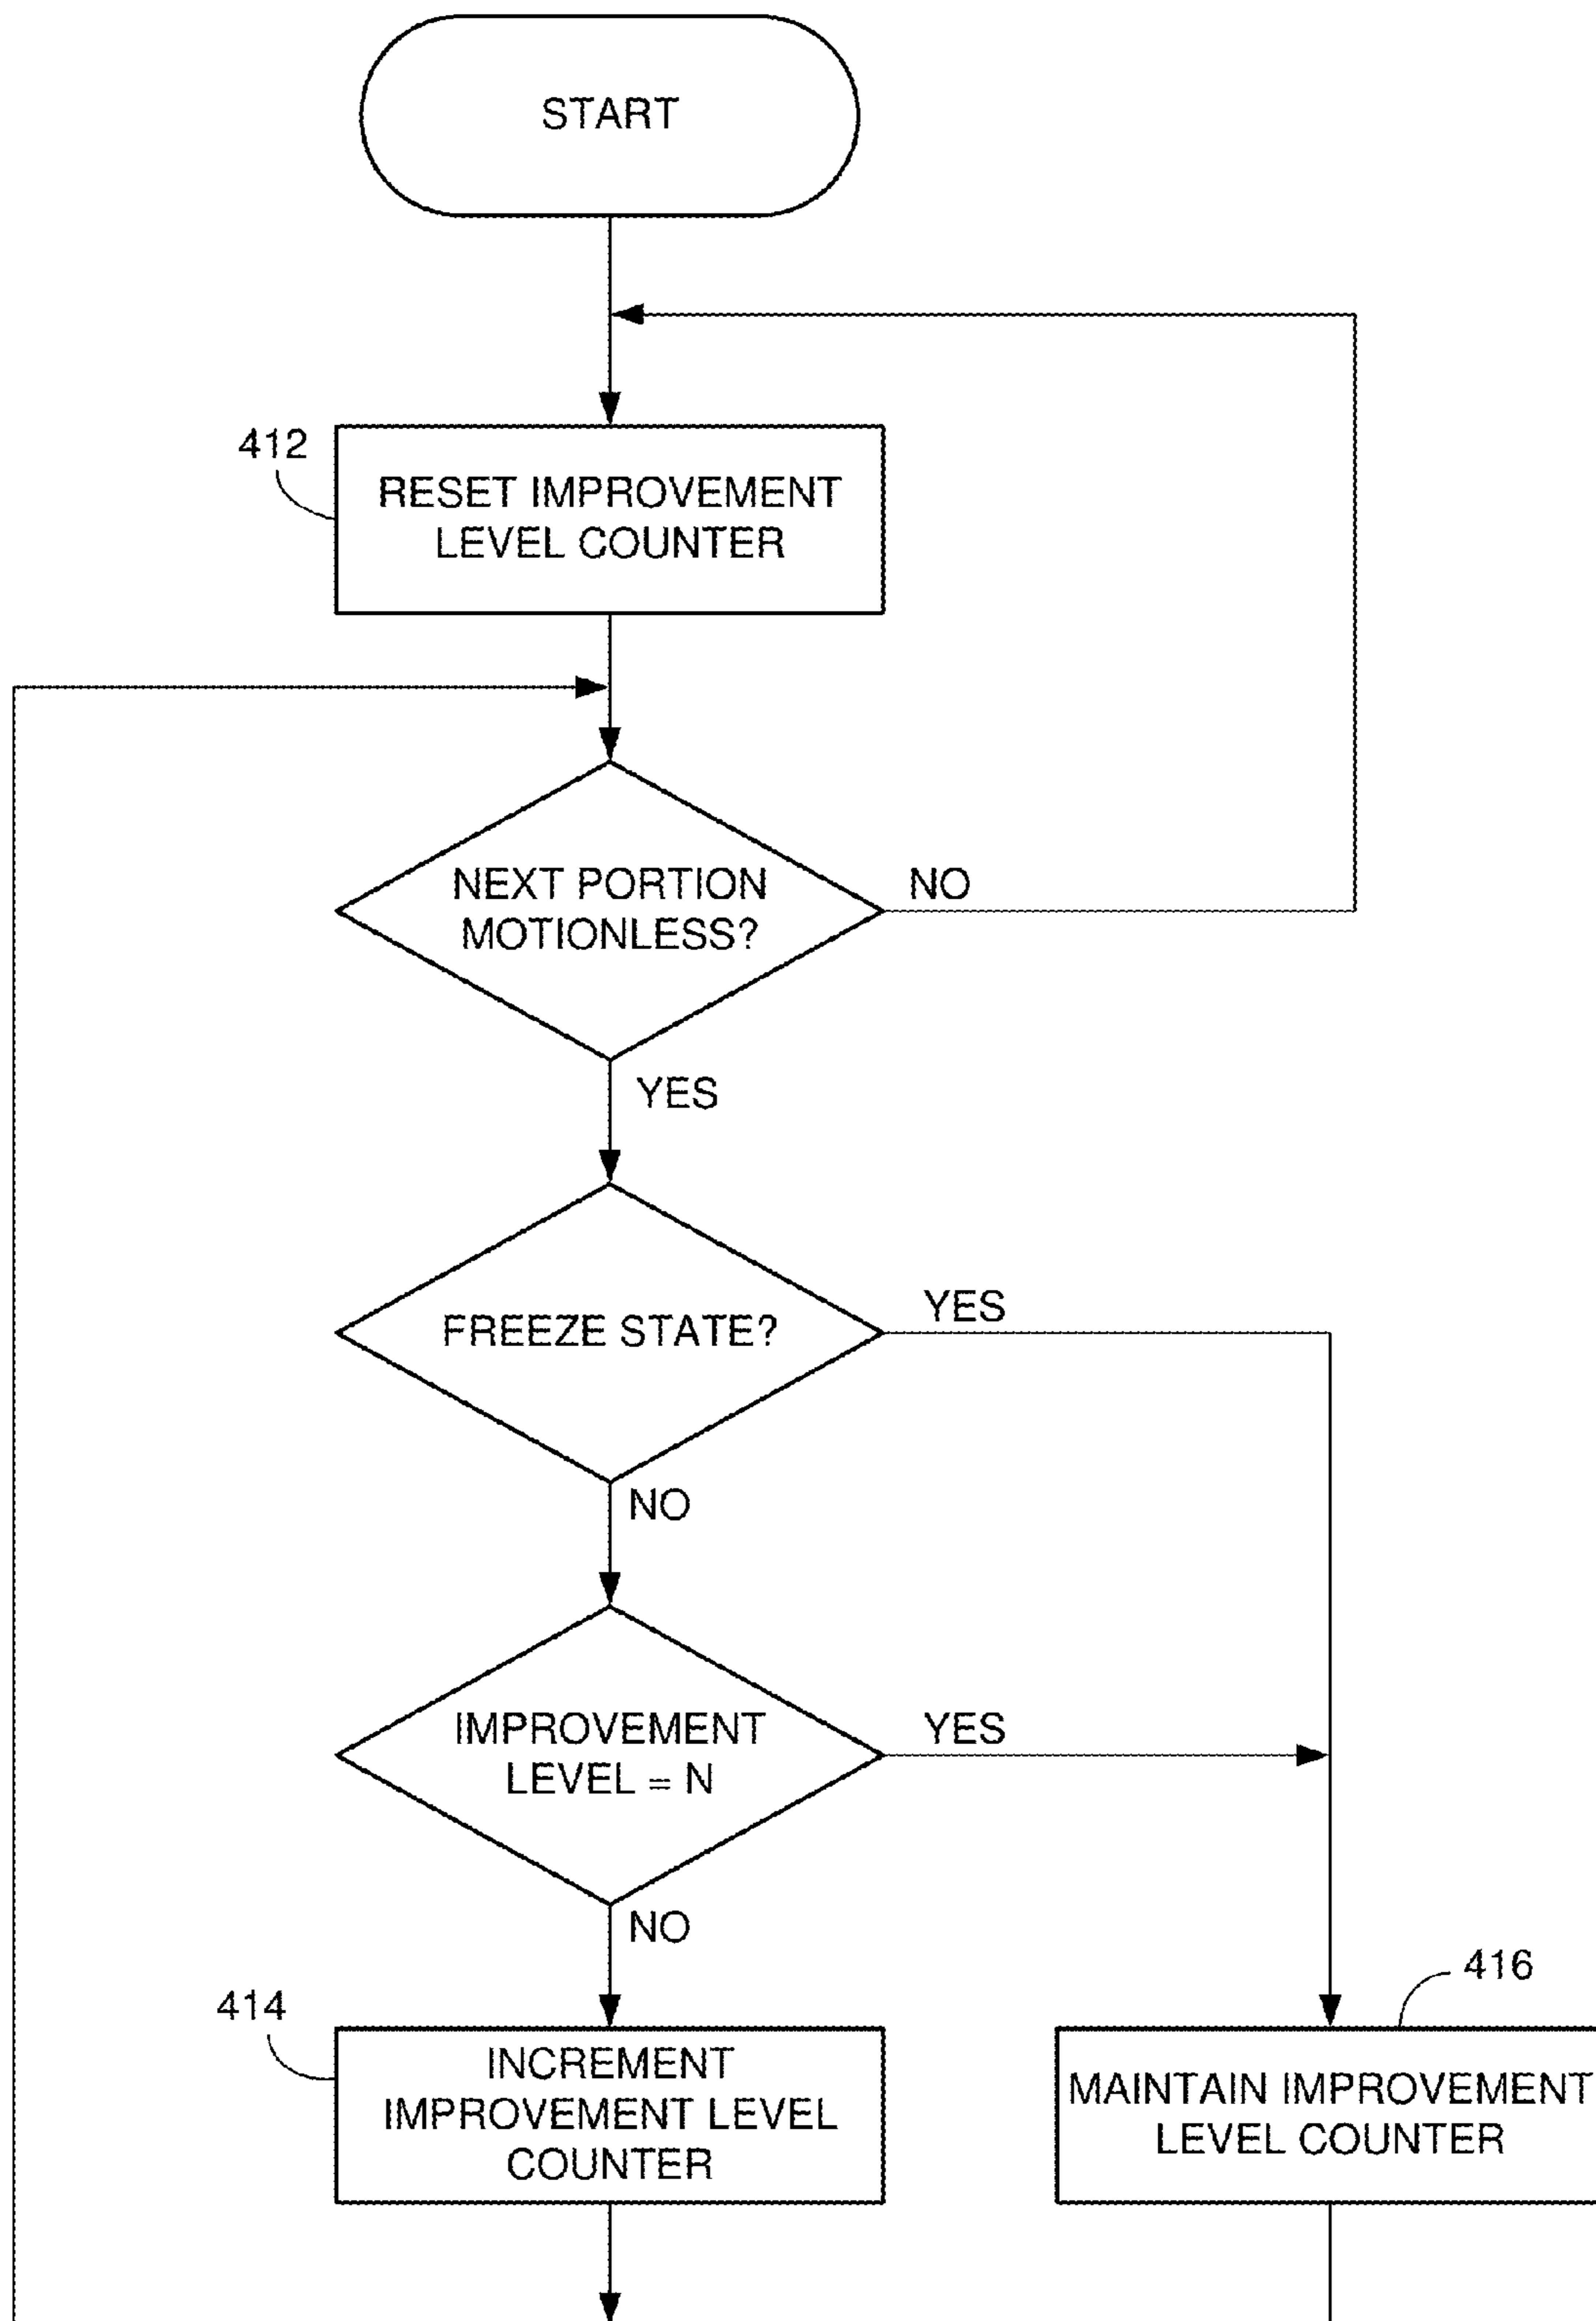 START
412
RESET IMPROVEMENT
LEVEL COUNTER
NEXT PORTION
MOTIONLESS?
NO
YES
FREEZE STATE?
YES
NO
IMPROVEMENT
LEVEL = N
YES
NO
414
INCREMENT
IMPROVEMENT LEVEL
COUNTER
416
MAINTAIN IMPROVEMENT
LEVEL COUNTER